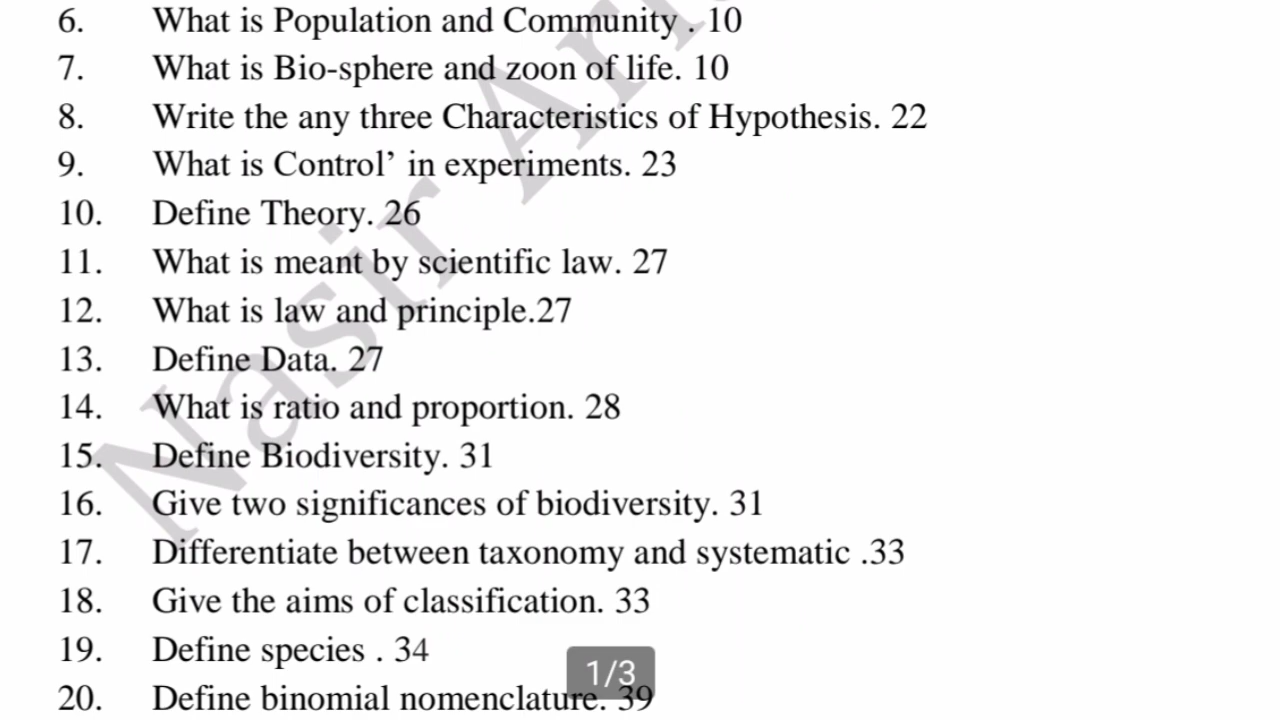 6. What is Population and Community . 10
7. What is Bio-sphere and zoon of life. 10
8. Write the any three Characteristics of Hypothesis. 22
9. What is Control’ in experiments. 23
10. Define Theory. 26
11. What is meant by scientific law. 27
12. What is law and principle.27
13. Define Data. 27
14. What is ratio and proportion. 28
15. Define Biodiversity. 31
16. Give two significances of biodiversity. 31
17. Differentiate between taxonomy and systematic .33
18. Give the aims of classification. 33
19. Define species . 34
1/3
20. Define binomial nomenclature. 39
Nasir